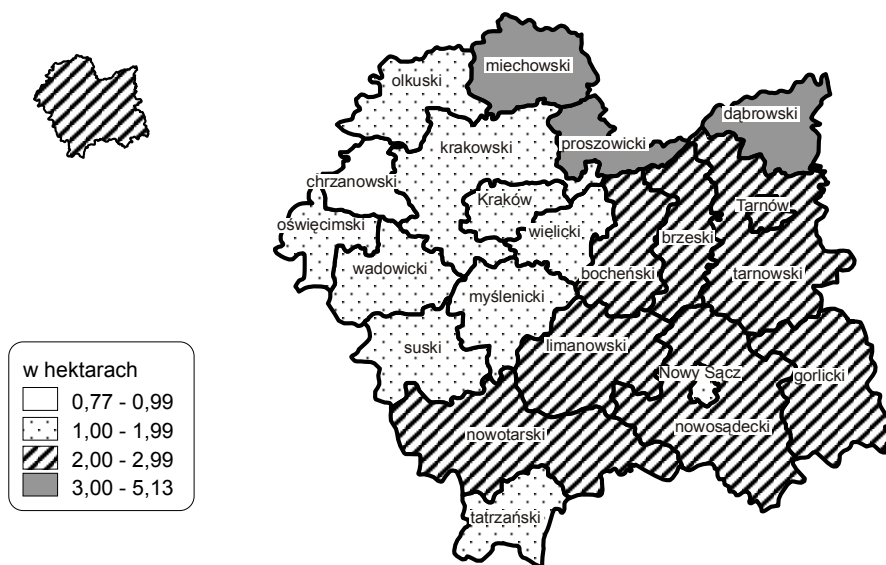 miechowski
olkuski
dąbrowski
proszowicki
krakowski
chrzanowski
Kraków
Tarnów
oświęcimski
wielicki
brzeski
wadowicki
bocheński
tarnowski
myślenicki
suski
limanowski
Nowy Sącz
gorlicki
nowotarski
nowosądecki
tatrzański
w hektarach
0,77 - 0,99
1,00 - 1,99
2,00 - 2,99
3,00 - 5,13